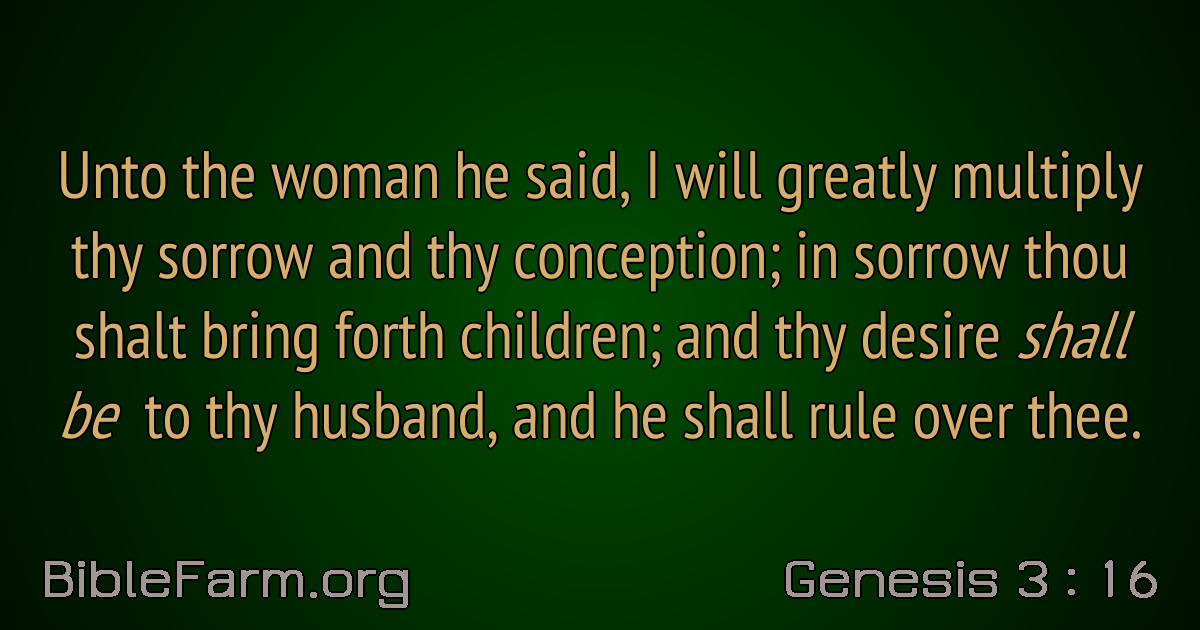 Unto the woman he said, I will greatly multiply
thy sorrow and thy conception; in sorrow thou
shalt bring forth children; and thy desire shall
be to thy husband, and he shall rule over thee.
BibleFarm.org
Genesis 3 : 16